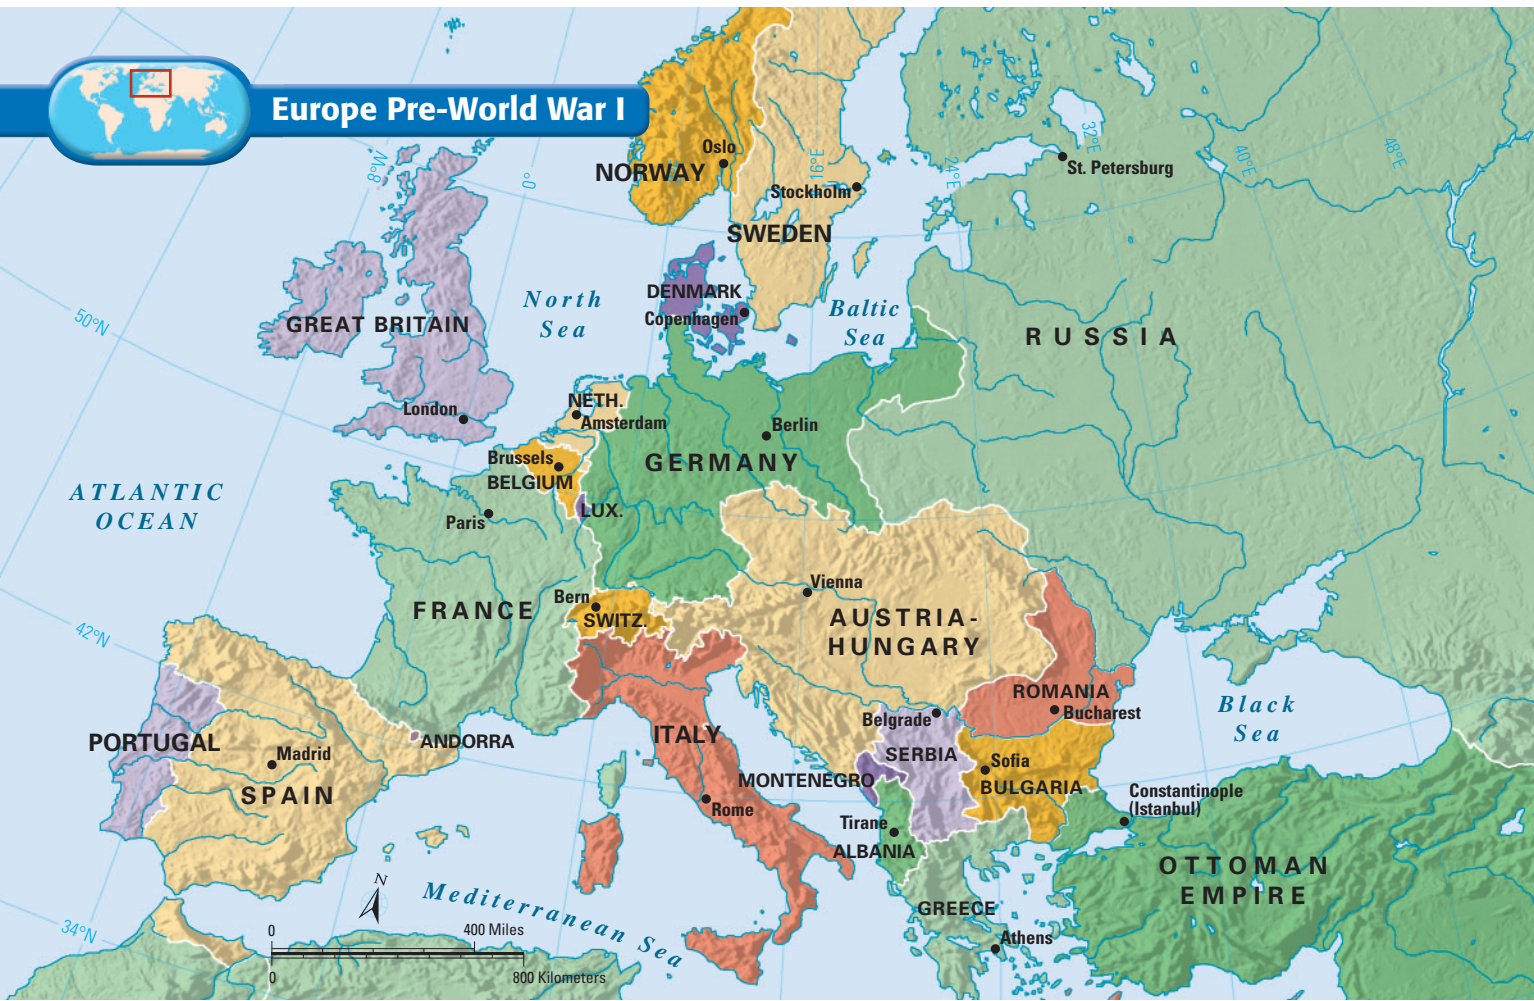 Europe Pre-World War I
8°W
0°
16°E
24°E
32°E
40°E
48°E
50°N
42°N
34°N
NORWAY
Oslo
Stockholm
SWEDEN
St. Petersburg
North
Sea
DENMARK
Copenhagen
Baltic
Sea
RUSSIA
GREAT BRITAIN
London
NETH.
Amsterdam
Berlin
GERMANY
Brussels
BELGIUM
LUX.
Paris
ATLANTIC
OCEAN
FRANCE
Bern
SWITZ.
Vienna
AUSTRIA-
HUNGARY
ROMANIA
Bucharest
Black
Sea
Belgrade
SERBIA
Sofia
BULGARIA
ITALY
Rome
MONTENEGRO
Tirane
ALBANIA
PORTUGAL
Madrid
SPAIN
ANDORRA
Constantinople
(Istanbul)
OTTOMAN
EMPIRE
GREECE
Athens
Mediterranean Sea
N
0
400 Miles
0
800 Kilometers